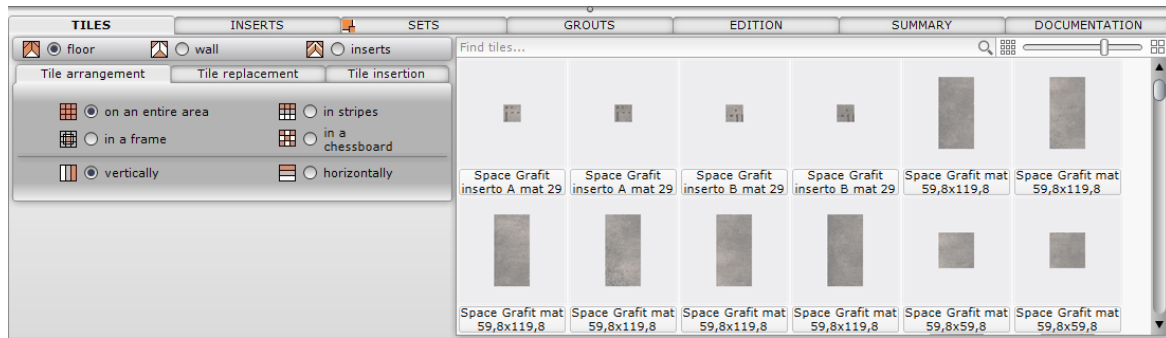 TILES
INSERTS
SETS
GROUTS
EDITION
SUMMARY
DOCUMENTATION
floor
wall
inserts
Find tiles...
Tile arrangement
Tile replacement
Tile insertion
on an entire area
in stripes
in a frame
in a
chessboard
vertically
horizontally
Space Grafit
inserto A mat 29
Space Grafit
inserto A mat 29
Space Grafit
inserto B mat 29
Space Grafit
inserto B mat 29
Space Grafit mat
59,8x119,8
Space Grafit mat
59,8x119,8
Space Grafit mat
59,8x119,8
Space Grafit mat
59,8x119,8
Space Grafit mat
59,8x119,8
Space Grafit mat
59,8x119,8
Space Grafit mat
59,8x59,8
Space Grafit mat
59,8x59,8